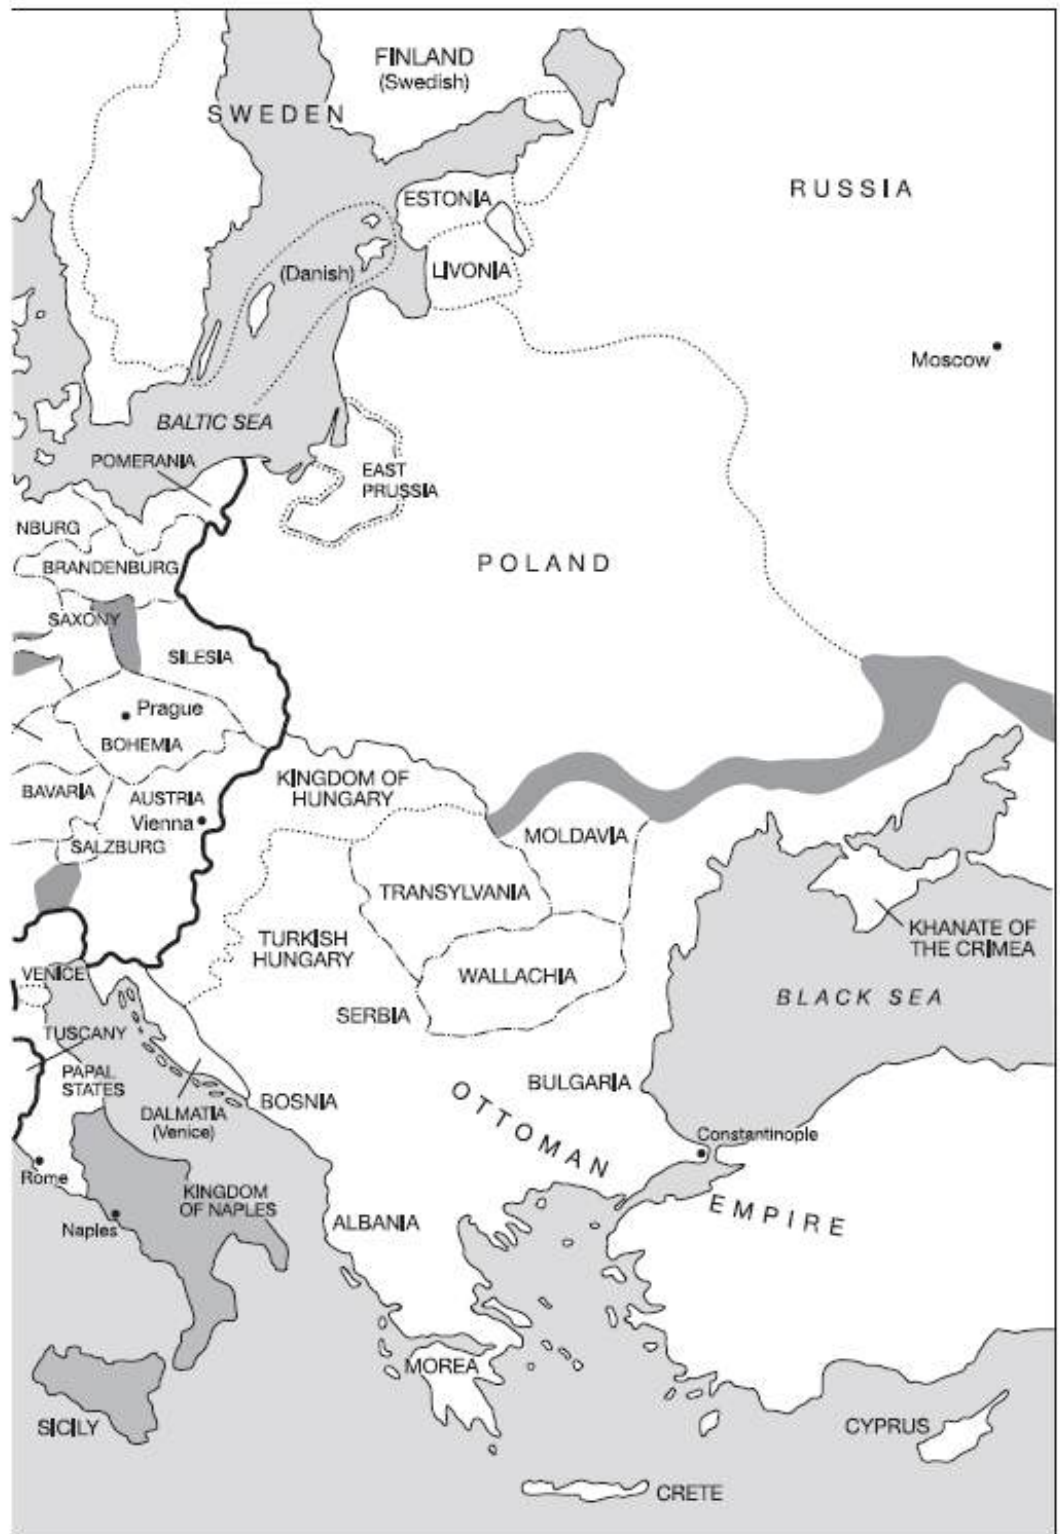 FINLAND
(Swedish)
SWEDEN
RUSSIA
ESTONIA
(Danish)
LIVONIA
Moscow
BALTIC SEA
POMERANIA
EAST
PRUSSIA
NBURG
POLAND
BRANDENBURG
SAXONY
SILESIA
Prague
BOHEMIA
KINGDOM OF
HUNGARY
BAVARIA
AUSTRIA
Vienna
MOLDAVIA
SALZBURG
TRANSYLVANIA
KHANATE OF
THE CRIMEA
TURKISH
HUNGARY
VENICE
WALLACHIA
BLACK SEA
SERBIA
TUSCANY
PAPAL
STATES
BULGARIA
BOSNIA
DALMATIA
(Venice)
OTTOMAN
EMPIRE
Constantinople
Rome
KINGDOM
OF NAPLES
Naples
ALBANIA
MOREA
SICILY
CYPRUS
CRETE